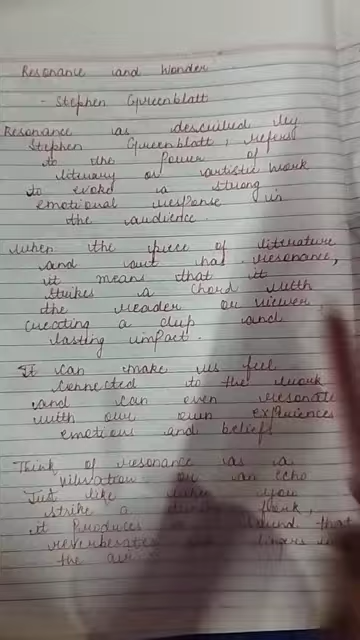 Resonance and Wonder
- Stephen Greenblatt
Resonance as described by
Stephen Greenblatt, refers
to the Power of
literary or artistic work
to evoke a strong
emotional response in
the audience.
when the piece of literature
and art has resonance,
it means that it
strikes a chord with
the reader or viewer
creating a deep and
lasting impact.
It can make us feel
connected to the work
and can even resonate
with our own experiences
emotions and beliefs
Think of resonance as a
vibration or an echo
Just like when you
strike a fork,
it Produces sound that
reverberates lingers in
the air